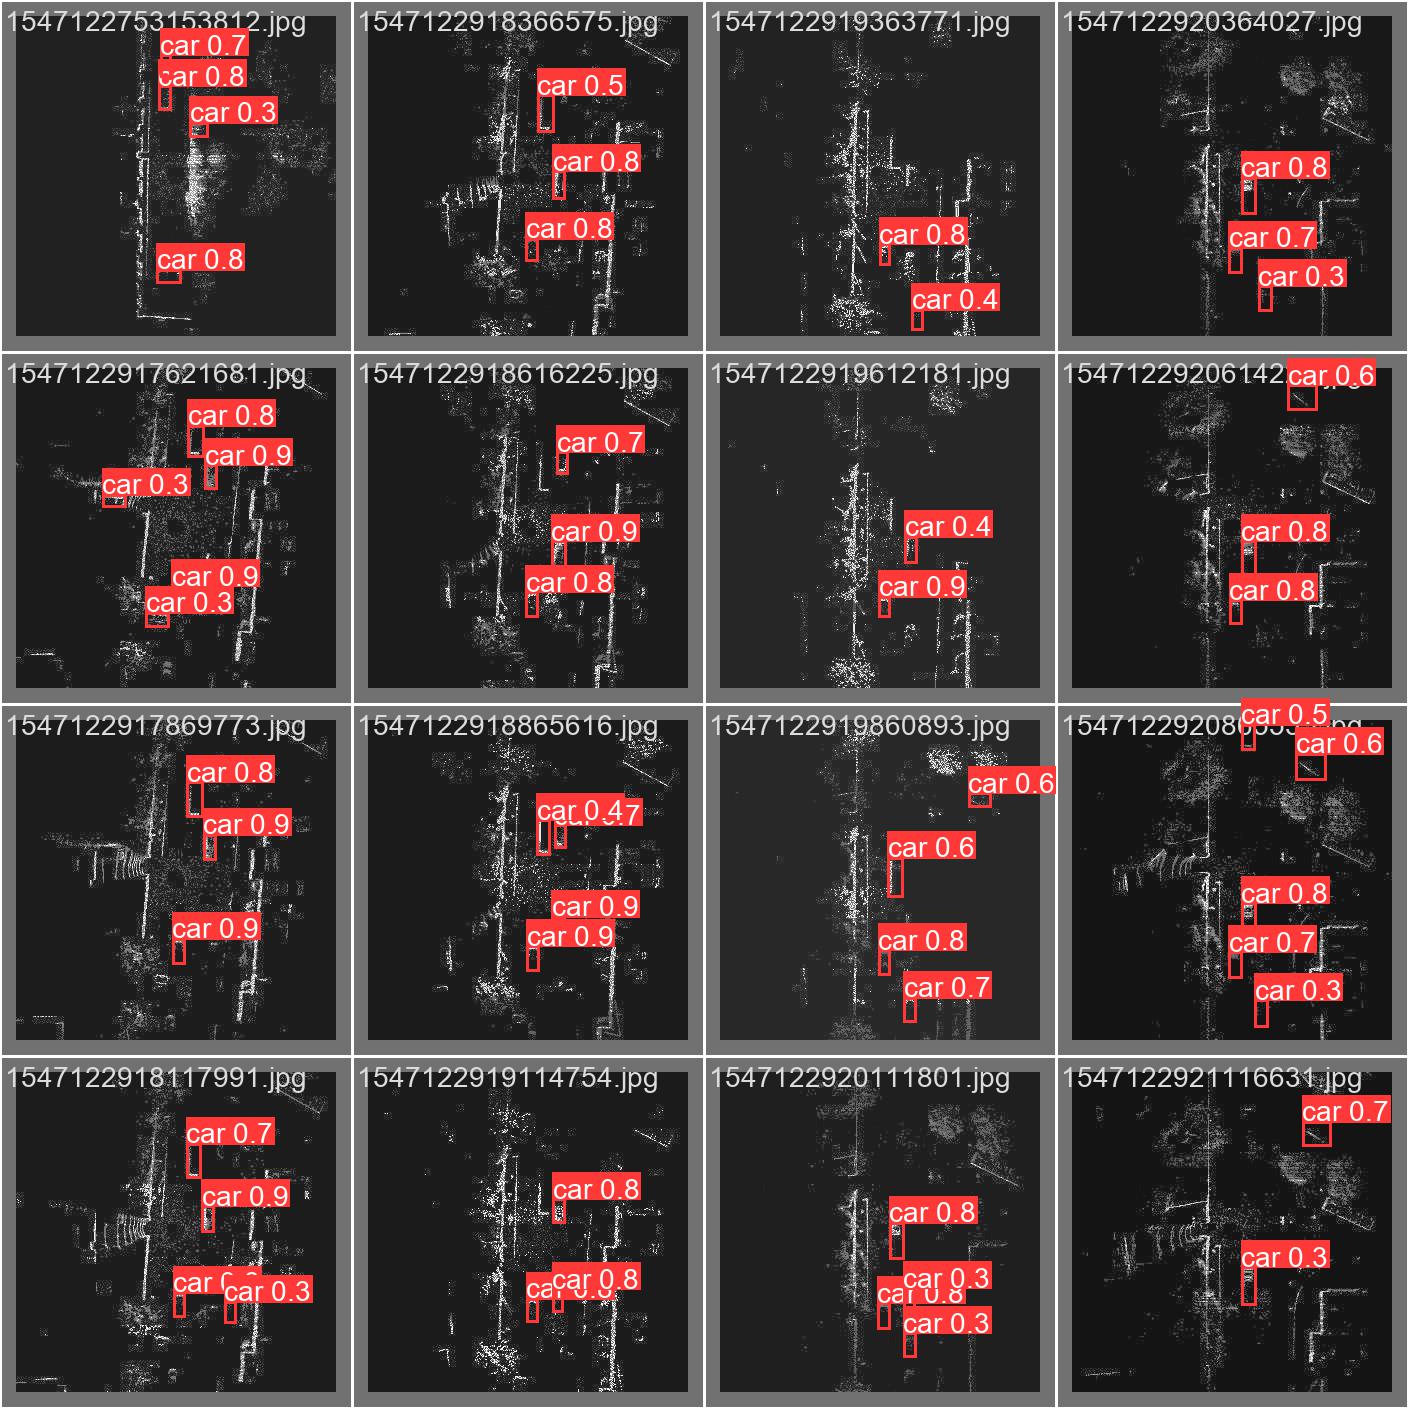 1547122753153812.jpg
car 0.7
car 0.8
car 0.3
car 0.8
1547122918366575.jpg
car 0.5
car 0.8
car 0.8
1547122919363771.jpg
car 0.8
car 0.4
1547122920364027.jpg
car 0.8
car 0.7
car 0.3
1547122917621681.jpg
car 0.8
car 0.9
car 0.3
car 0.9
car 0.3
1547122918616225.jpg
car 0.7
car 0.9
car 0.8
1547122919612181.jpg
car 0.4
car 0.9
car 0.6
car 0.8
car 0.8
1547122917869773.jpg
car 0.8
car 0.9
car 0.9
1547122918865616.jpg
car 0.4
car 0.9
car 0.9
1547122919860893.jpg
car 0.6
car 0.6
car 0.8
car 0.7
car 0.5
car 0.6
car 0.8
car 0.7
car 0.3
1547122918117991.jpg
car 0.7
car 0.9
car 0.3
1547122919114754.jpg
car 0.8
car 0.8
1547122920111801.jpg
car 0.8
car 0.3
car 0.8
car 0.3
1547122921116631.jpg
car 0.7
car 0.3